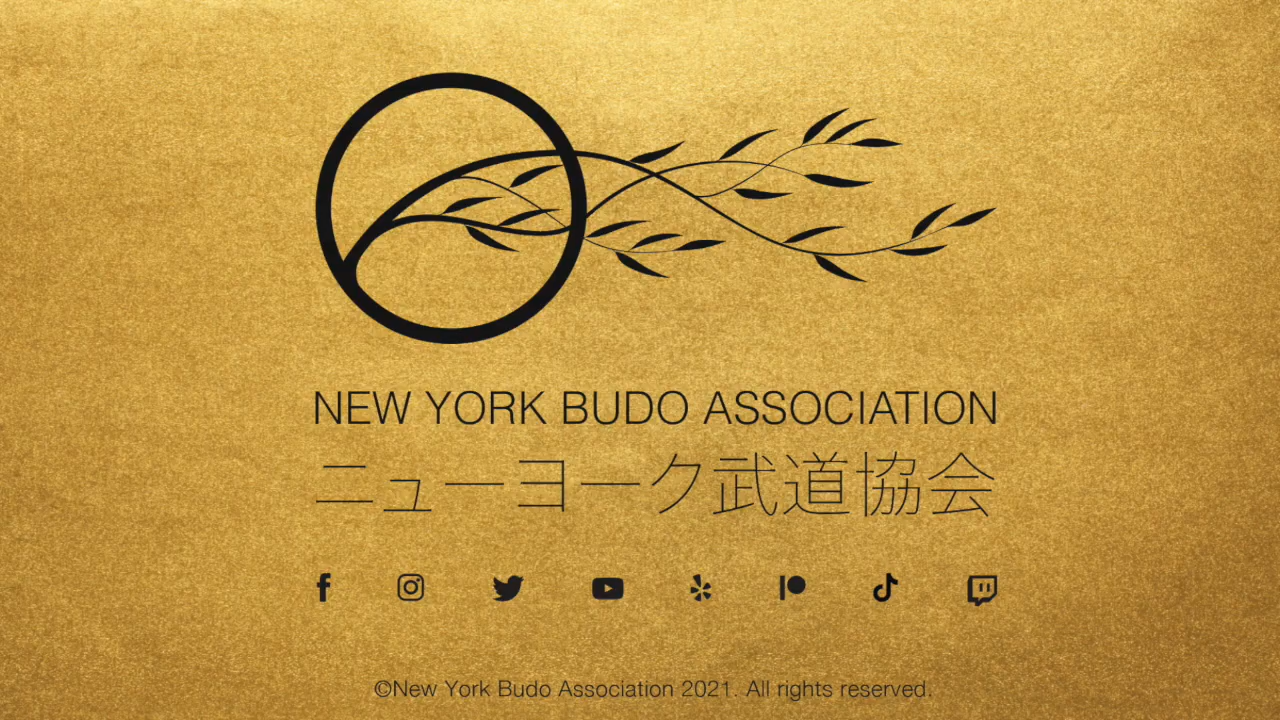 NEW YORK BUDO ASSOCIATION
ニューヨーク武道協会
©New York Budo Association 2021. All rights reserved.